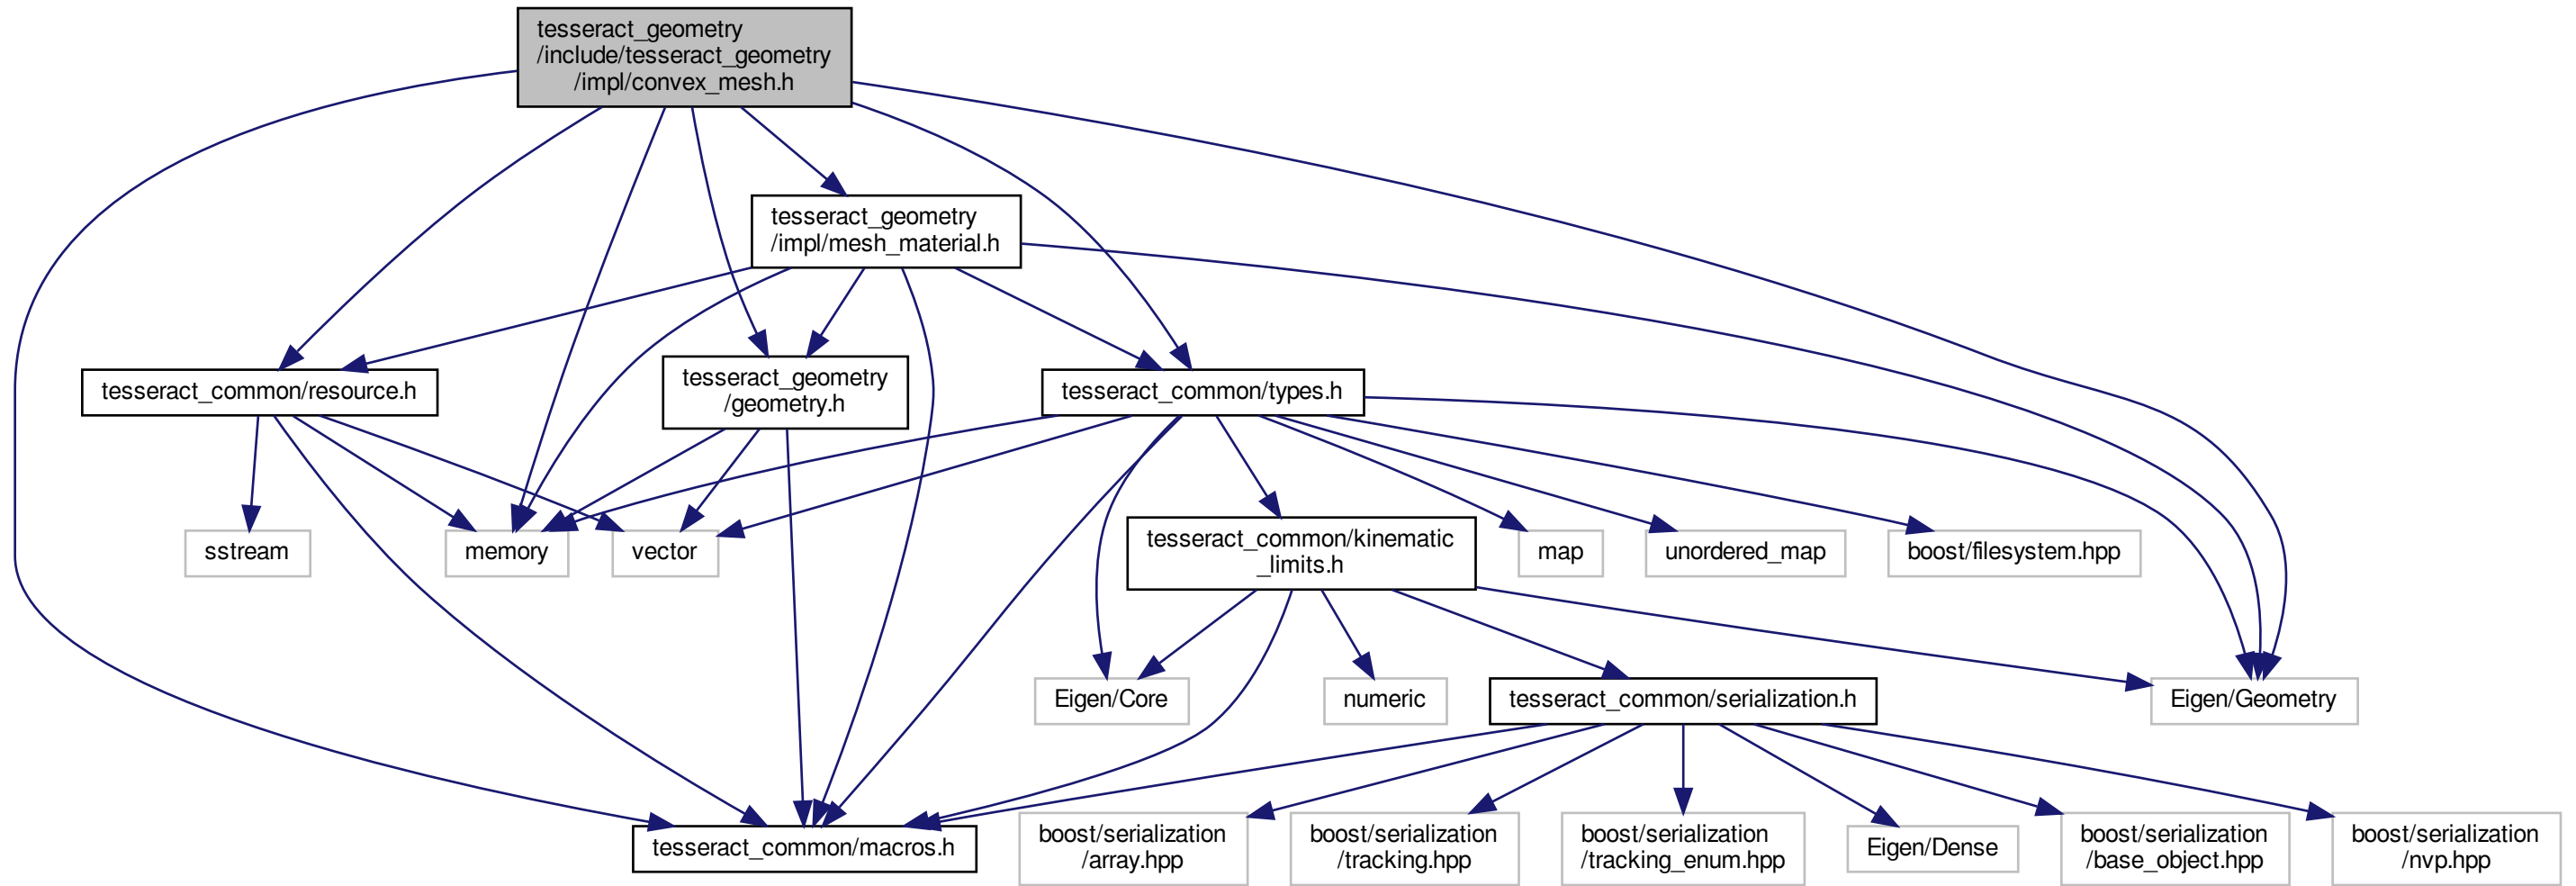 tesseract_geometry
/include/tesseract_geometry
/impl/convex_mesh.h
tesseract_geometry
/impl/mesh_material.h
tesseract_common/resource.h
tesseract_geometry
/geometry.h
tesseract_common/types.h
sstream
memory
vector
tesseract_common/kinematic
_limits.h
map
unordered_map
boost/filesystem.hpp
Eigen/Core
numeric
tesseract_common/serialization.h
Eigen/Geometry
tesseract_common/macros.h
boost/serialization
/array.hpp
boost/serialization
/tracking.hpp
boost/serialization
/tracking_enum.hpp
Eigen/Dense
boost/serialization
/base_object.hpp
boost/serialization
/nvp.hpp